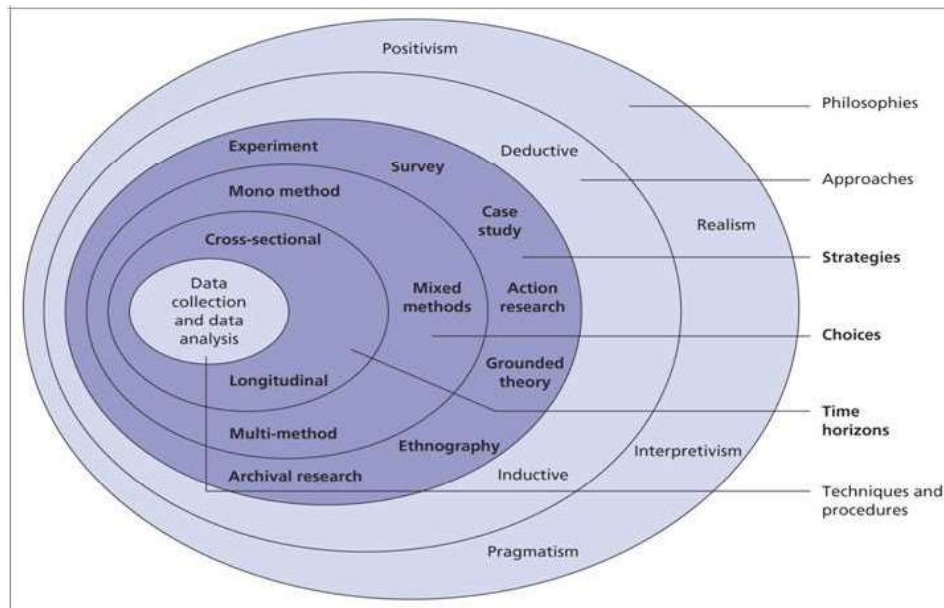 Positivism
Philosophies
Experiment
Deductive
Survey
Approaches
Mono method
Case
study
Realism
Cross-sectional
Strategies
Data
collection
and data
analysis
Mixed
methods
Action
research
Choices
Grounded
theory
Longitudinal
Time
horizons
Multi-method
Ethnography
Interpretivism
Archival research
Inductive
Techniques and
procedures
Pragmatism